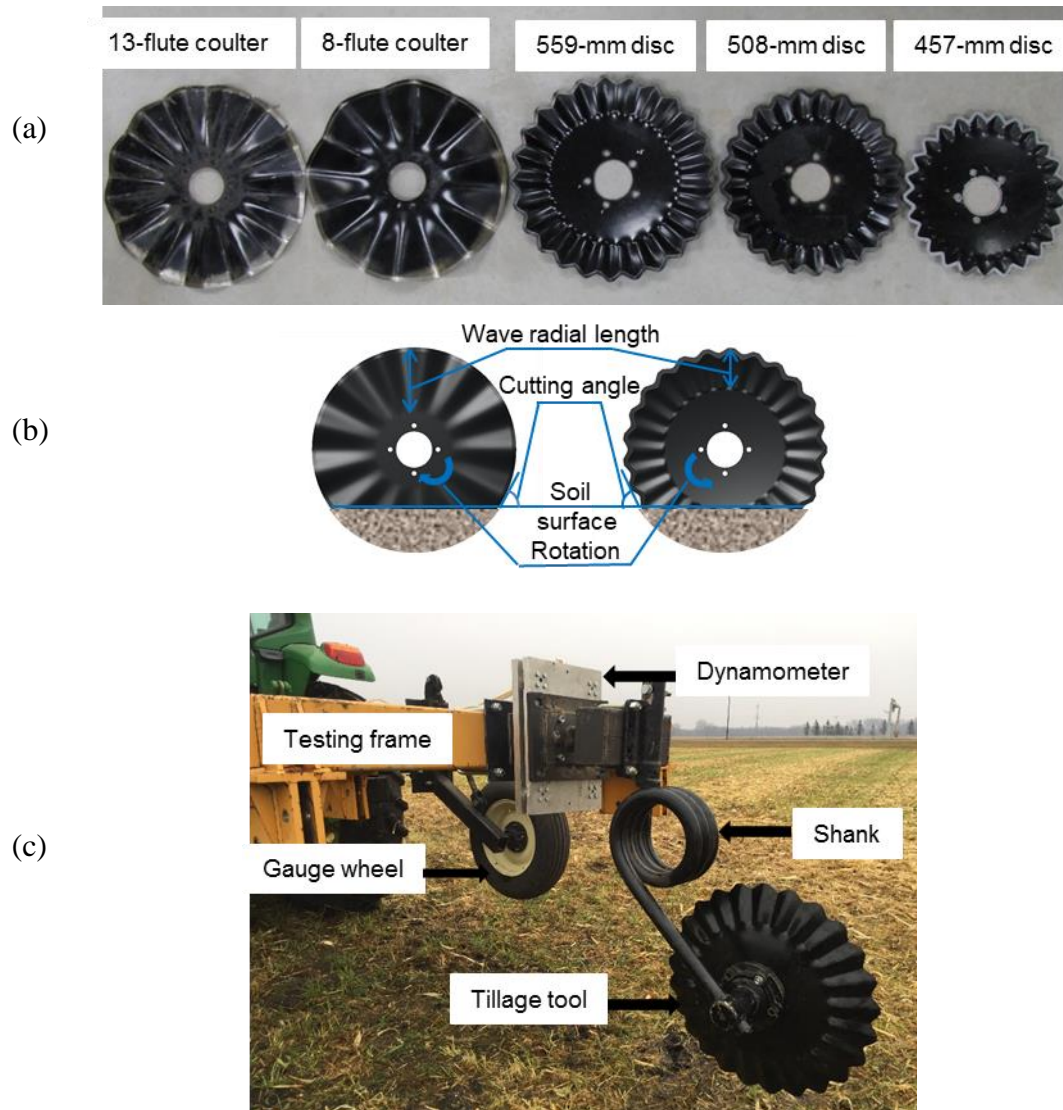 (a)
13-flute coulter
8-flute coulter
559-mm disc
508-mm disc
457-mm disc
(b)
Wave radial length
Cutting angle
Soil
surface
Rotation
(c)
Dynamometer
Testing frame
Shank
Gauge wheel
Tillage tool